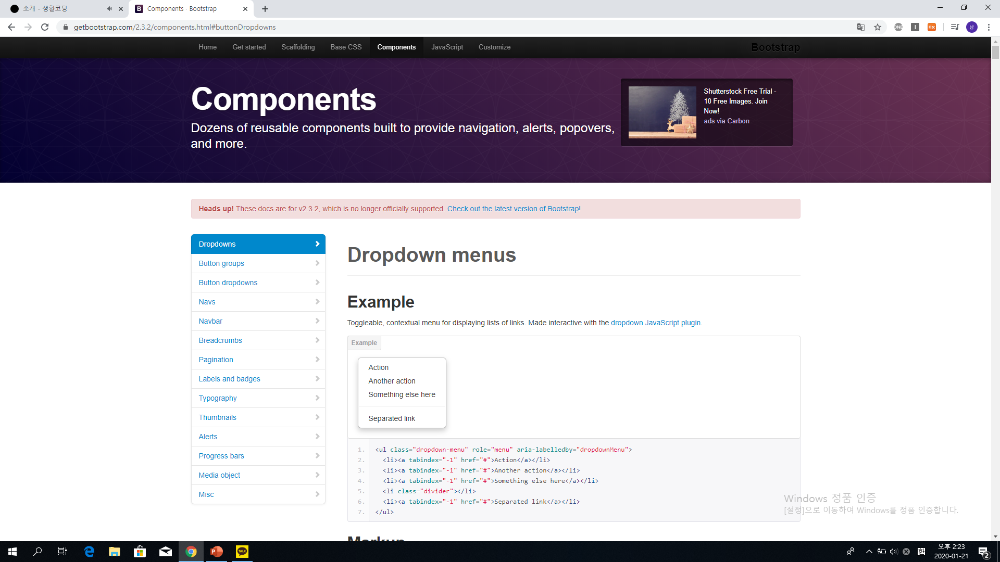 소개 - 생활코딩
Components · Bootstrap
getbootstrap.com/2.3.2/components.html#buttonDropdowns
남
Home Get started Scaffolding Base CSS Components JavaScript Customize Bootstrap
Components
Dozens of reusable components built to provide navigation, alerts, popovers,
and more.
Shutterstock Free Trial -
10 Free Images. Join
Now!
ads via Carbon
Heads up! These docs are for v2.3.2, which is no longer officially supported. Check out the latest version of Bootstrap!
Dropdowns
Button groups
Button dropdowns
Navs
Navbar
Breadcrumbs
Pagination
Labels and badges
Typography
Thumbnails
Alerts
Progress bars
Media object
Misc
Dropdown menus
Example
Toggleable, contextual menu for displaying lists of links. Made interactive with the dropdown JavaScript plugin.
Example
Action
Another action
Something else here
Separated link
1. <ul class="dropdown-menu" role="menu" aria-labelledby="dropdownMenu">
2. <li><a tabindex="-1" href="#">Action</a></li>
3. <li><a tabindex="-1" href="#">Another action</a></li>
4. <li><a tabindex="-1" href="#">Something else here</a></li>
5. <li class="divider"></li>
6. <li><a tabindex="-1" href="#">Separated link</a></li>
7. </ul>
Markup
Windows 정품 인증
[설정]으로 이동하여 Windows를 정품 인증합니다.
TALK
한
오후 2:23
2020-01-21
2